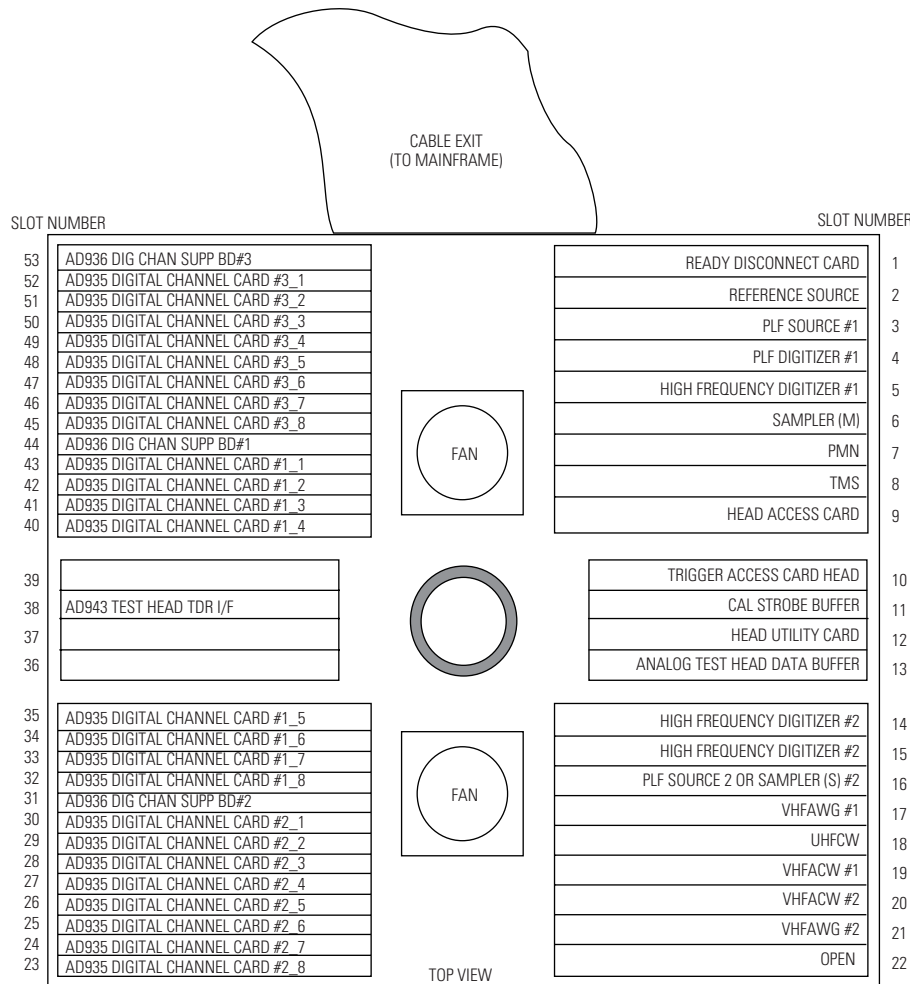 CABLE EXIT
(TO MAINFRAME)
SLOT NUMBER
SLOT NUMBER
53 AD936 DIG CHAN SUPP BD#3
52 AD935 DIGITAL CHANNEL CARD #3_1
51 AD935 DIGITAL CHANNEL CARD #3_2
50 AD935 DIGITAL CHANNEL CARD #3_3
49 AD935 DIGITAL CHANNEL CARD #3_4
48 AD935 DIGITAL CHANNEL CARD #3_5
47 AD935 DIGITAL CHANNEL CARD #3_6
46 AD935 DIGITAL CHANNEL CARD #3_7
45 AD935 DIGITAL CHANNEL CARD #3_8
44 AD936 DIG CHAN SUPP BD#1
43 AD935 DIGITAL CHANNEL CARD #1_1
42 AD935 DIGITAL CHANNEL CARD #1_2
41 AD935 DIGITAL CHANNEL CARD #1_3
40 AD935 DIGITAL CHANNEL CARD #1_4
39
38 AD943 TEST HEAD TDR I/F
37
36
35 AD935 DIGITAL CHANNEL CARD #1_5
34 AD935 DIGITAL CHANNEL CARD #1_6
33 AD935 DIGITAL CHANNEL CARD #1_7
32 AD935 DIGITAL CHANNEL CARD #1_8
31 AD936 DIG CHAN SUPP BD#2
30 AD935 DIGITAL CHANNEL CARD #2_1
29 AD935 DIGITAL CHANNEL CARD #2_2
28 AD935 DIGITAL CHANNEL CARD #2_3
27 AD935 DIGITAL CHANNEL CARD #2_4
26 AD935 DIGITAL CHANNEL CARD #2_5
25 AD935 DIGITAL CHANNEL CARD #2_6
24 AD935 DIGITAL CHANNEL CARD #2_7
23 AD935 DIGITAL CHANNEL CARD #2_8
FAN
FAN
TOP VIEW
READY DISCONNECT CARD 1
REFERENCE SOURCE 2
PLF SOURCE #1 3
PLF DIGITIZER #1 4
HIGH FREQUENCY DIGITIZER #1 5
SAMPLER (M) 6
PMN 7
TMS 8
HEAD ACCESS CARD 9
TRIGGER ACCESS CARD HEAD 10
CAL STROBE BUFFER 11
HEAD UTILITY CARD 12
ANALOG TEST HEAD DATA BUFFER 13
HIGH FREQUENCY DIGITIZER #2 14
HIGH FREQUENCY DIGITIZER #2 15
PLF SOURCE 2 OR SAMPLER (S) #2 16
VHFAWG #1 17
UHFCW 18
VHFACW #1 19
VHFACW #2 20
VHFAWG #2 21
OPEN 22